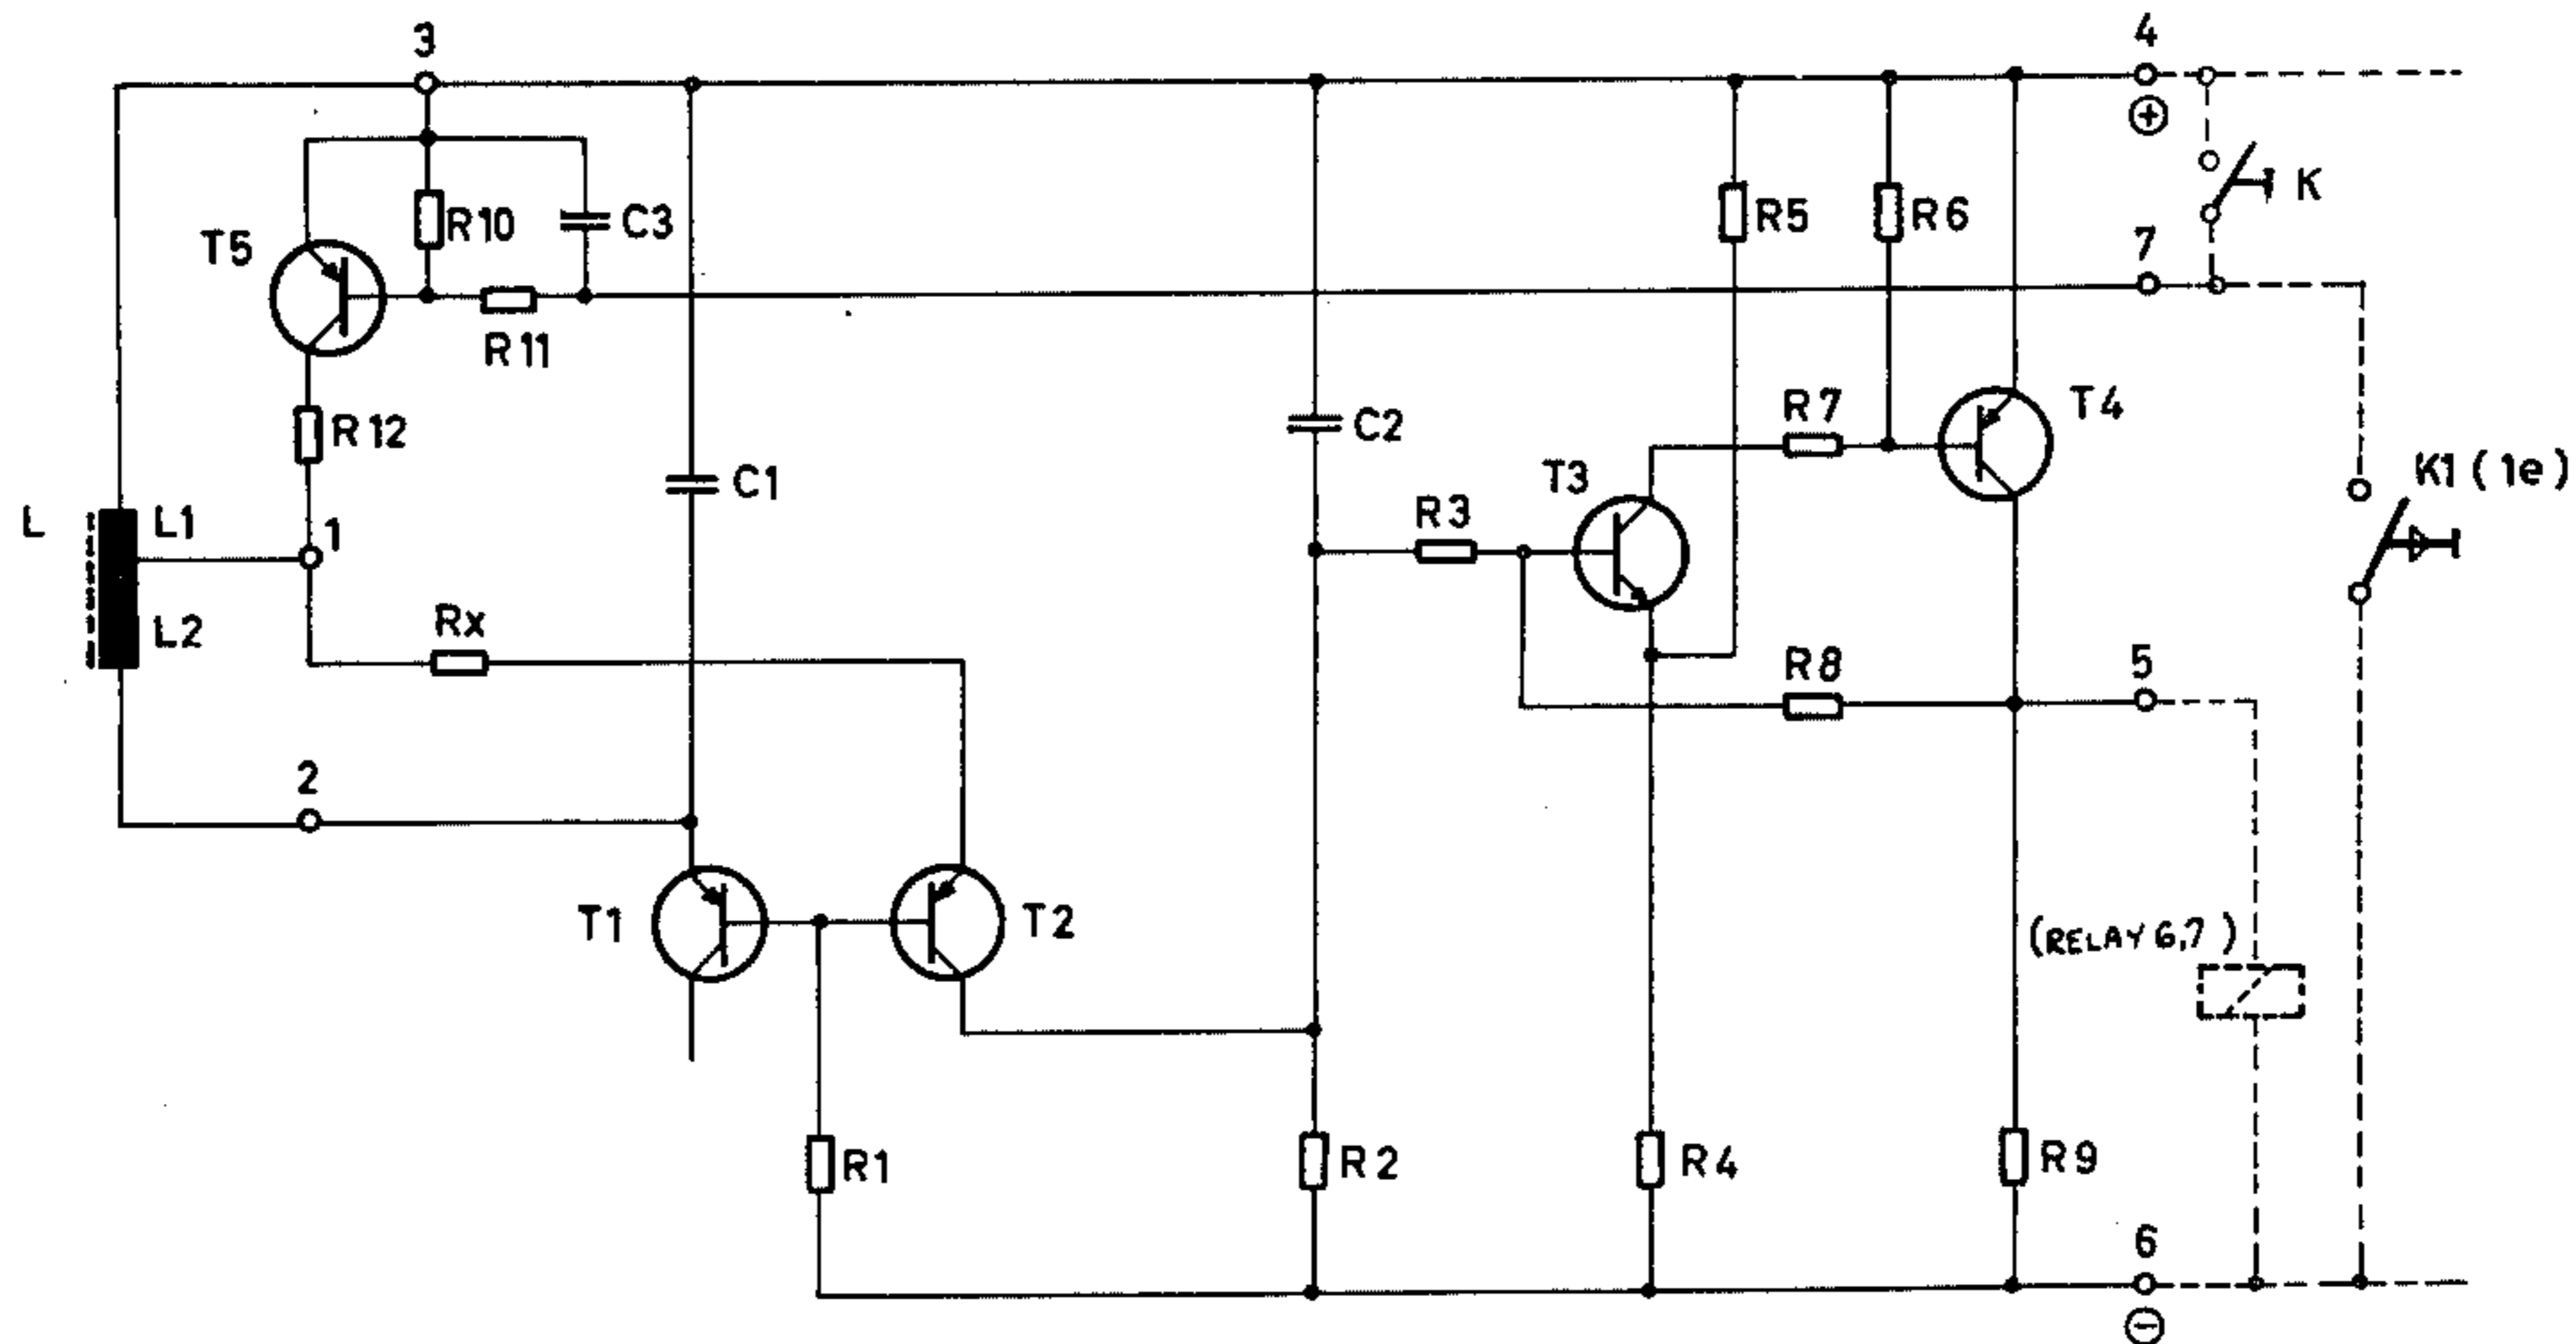 3
4
⊕
K
R10
C3
T5
R5
R6
7
R11
R12
C1
C2
R7
T4
K1 ( 1e )
T3
R3
L
L1
1
L2
Rx
R8
5
2
T1
T2
(RELAY 6,7 )
R1
R2
R4
R9
6
⊖